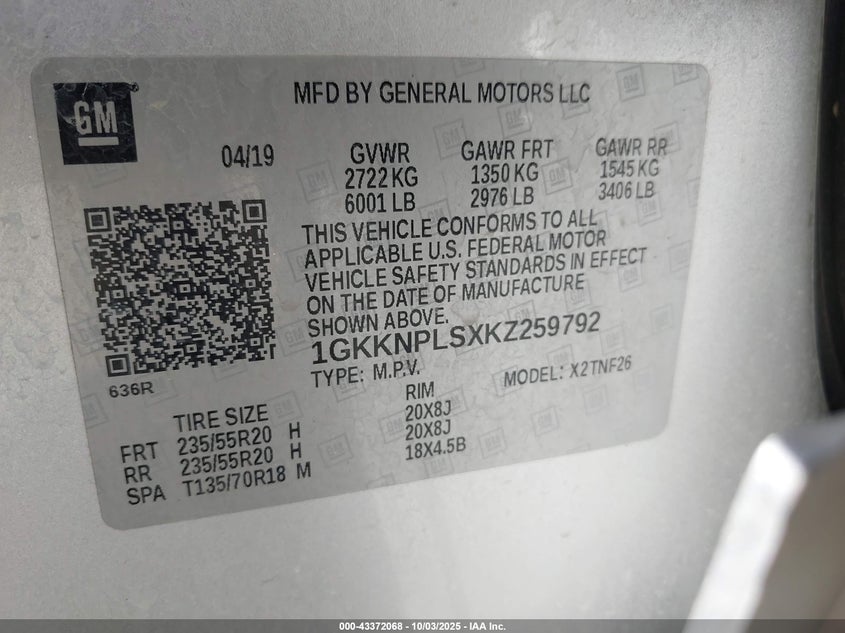 GM
MFD BY GENERAL MOTORS LLC
04/19
GVWR
2722 KG
6001 LB
GAWR FRT
1350 KG
2976 LB
GAWR RR
1545 KG
3406 LB
THIS VEHICLE CONFORMS TO ALL
APPLICABLE U.S. FEDERAL MOTOR
VEHICLE SAFETY STANDARDS IN EFFECT
ON THE DATE OF MANUFACTURE
SHOWN ABOVE.
1GKKNPLSXKZ259792
TYPE: M.P.V.
MODEL: X2TNF26
636R
TIRE SIZE RIM
FRT 235/55R20 H 20X8J
RR 235/55R20 H 20X8J
SPA T135/70R18 M 18X4.5B
000-43372068 - 10/03/2025 - IAA Inc.